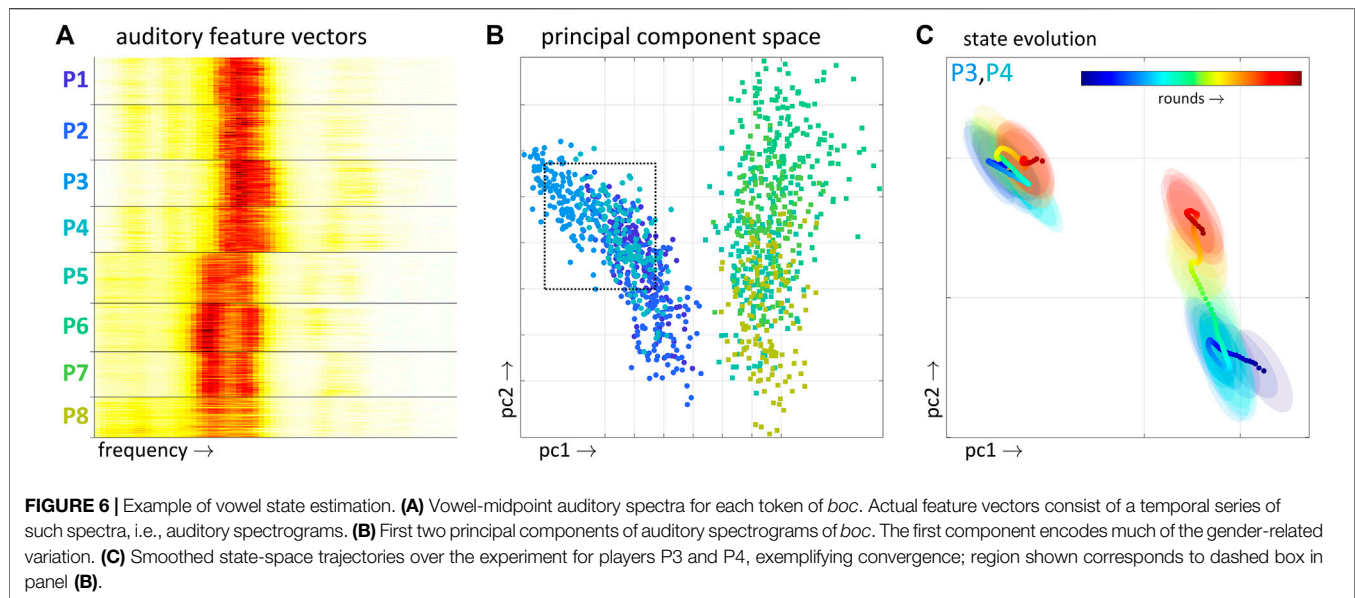 A auditory feature vectors
P1
P2
P3
P4
P5
P6
P7
P8
frequency →
B principal component space
pc2 →
pc1 →
C state evolution
P3,P4
rounds →
pc2 →
pc1 →
FIGURE 6 | Example of vowel state estimation. (A) Vowel-midpoint auditory spectra for each token of boc. Actual feature vectors consist of a temporal series of
such spectra, i.e., auditory spectrograms. (B) First two principal components of auditory spectrograms of boc. The first component encodes much of the gender-related
variation. (C) Smoothed state-space trajectories over the experiment for players P3 and P4, exemplifying convergence; region shown corresponds to dashed box in
panel (B).